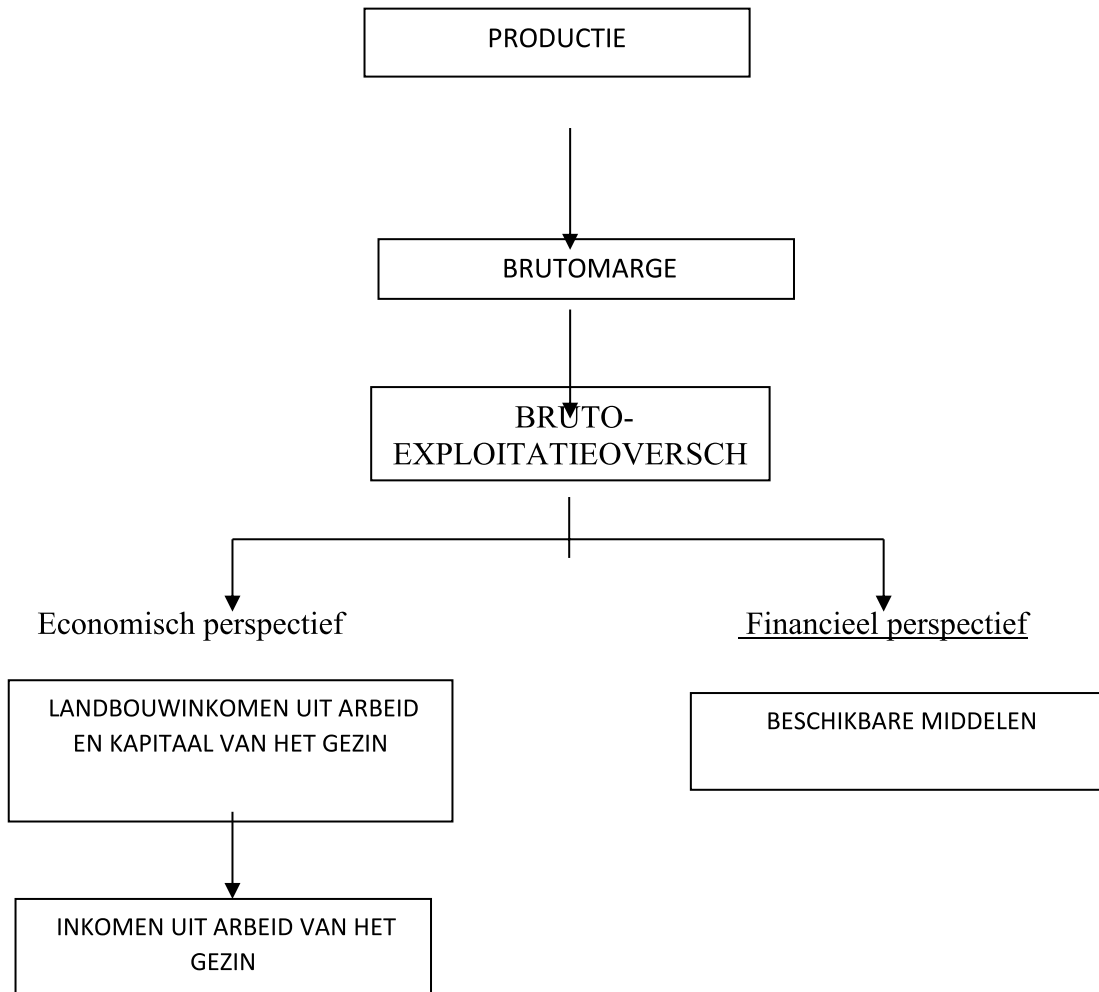 PRODUCTIE
BRUTOMARGE
BRUTO-
EXPLOITATIEOVERSCH
Economisch perspectief
Financieel perspectief
LANDBOUWINKOMEN UIT ARBEID
EN KAPITAAL VAN HET GEZIN
BESCHIKBARE MIDDELEN
INKOMEN UIT ARBEID VAN HET
GEZIN